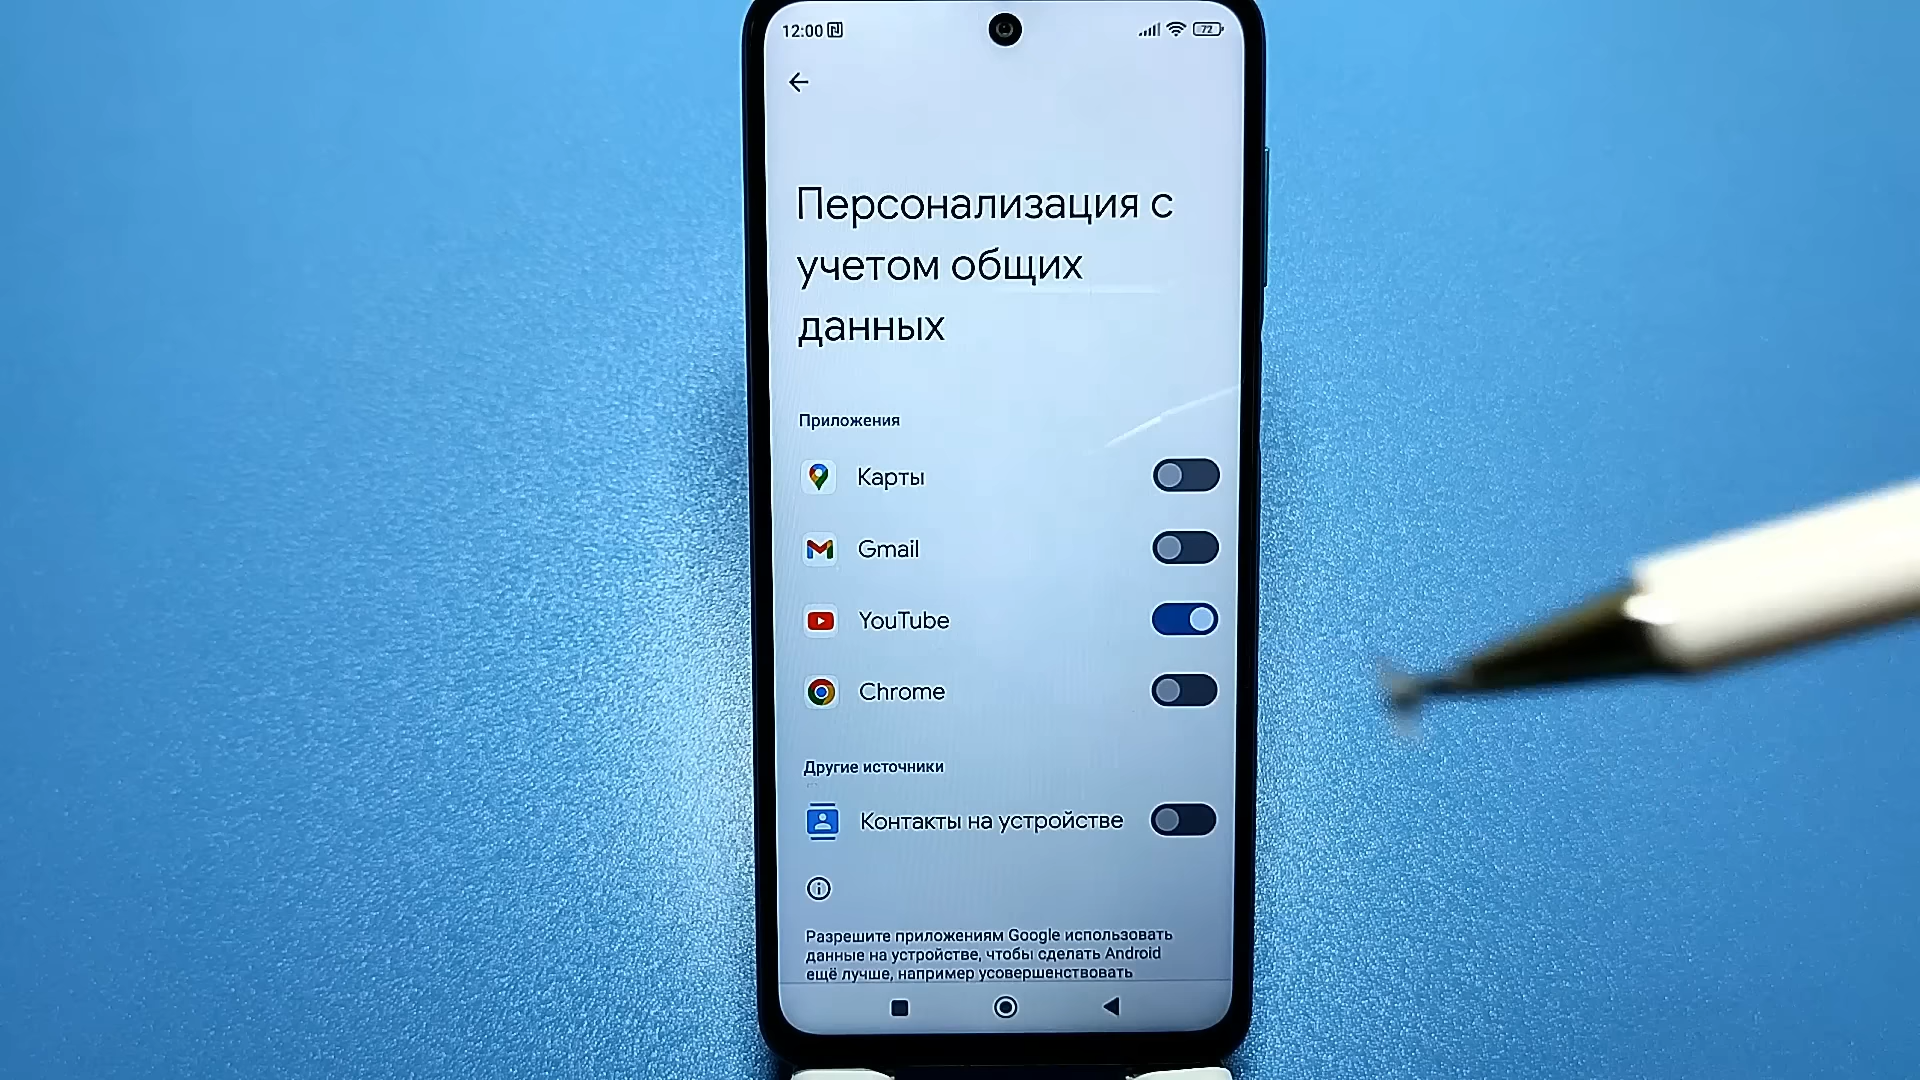 12:00
72
Персонализация с
учетом общих
данных
Приложения
Карты
Gmail
YouTube
Chrome
Другие источники
Контакты на устройстве
Разрешите приложениям Google использовать
данные на устройстве, чтобы сделать Android
ещё лучше, например усовершенствовать